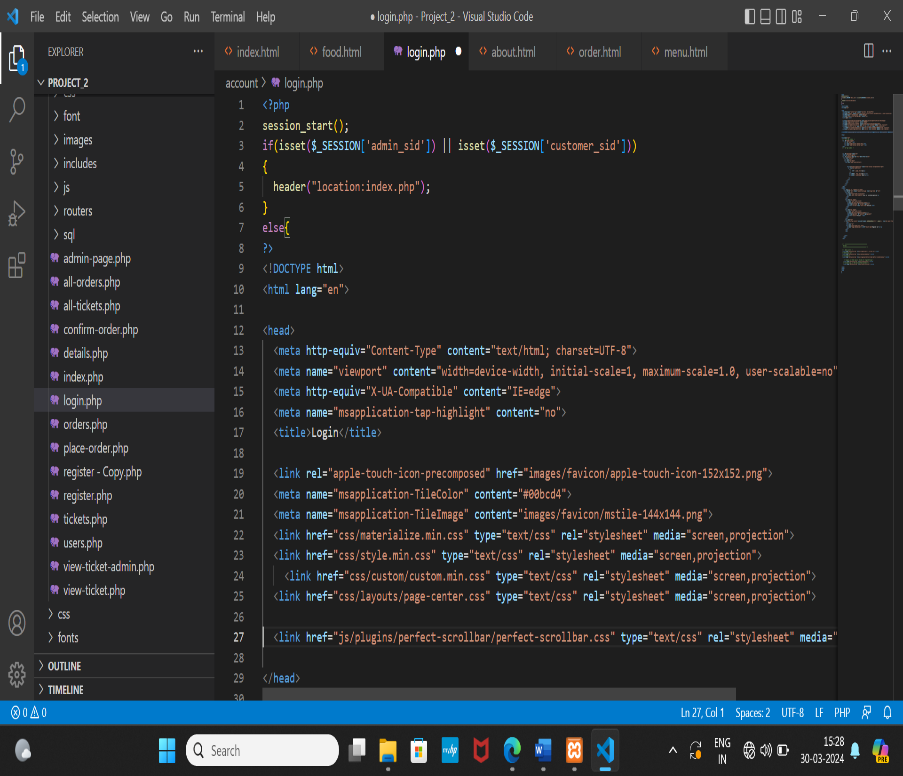 File Edit Selection View Go Run Terminal Help
● login.php - Project_2 - Visual Studio Code
EXPLORER ···
index.html food.html login.php ● about.html order.html menu.html ···
1
PROJECT_2
account > login.php
font
images
includes
js
routers
sql
admin-page.php
all-orders.php
all-tickets.php
confirm-order.php
details.php
index.php
login.php
orders.php
place-order.php
register - Copy.php
register.php
tickets.php
users.php
view-ticket-admin.php
view-ticket.php
css
fonts
OUTLINE
TIMELINE
1 <?php
2 session_start();
3 if(isset($_SESSION['admin_sid']) || isset($_SESSION['customer_sid']))
4 {
5 header("location:index.php");
6 }
7 else{
8 ?>
9 <!DOCTYPE html>
10 <html lang="en">
11
12 <head>
13 <meta http-equiv="Content-Type" content="text/html; charset=UTF-8">
14 <meta name="viewport" content="width=device-width, initial-scale=1, maximum-scale=1.0, user-scalable=no"
15 <meta http-equiv="X-UA-Compatible" content="IE=edge">
16 <meta name="msapplication-tap-highlight" content="no">
17 <title>Login</title>
18
19 <link rel="apple-touch-icon-precomposed" href="images/favicon/apple-touch-icon-152x152.png">
20 <meta name="msapplication-TileColor" content="#00bcd4">
21 <meta name="msapplication-TileImage" content="images/favicon/mstile-144x144.png">
22 <link href="css/materialize.min.css" type="text/css" rel="stylesheet" media="screen,projection">
23 <link href="css/style.min.css" type="text/css" rel="stylesheet" media="screen,projection">
24 <link href="css/custom/custom.min.css" type="text/css" rel="stylesheet" media="screen,projection">
25 <link href="css/layouts/page-center.css" type="text/css" rel="stylesheet" media="screen,projection">
26
27 <link href="js/plugins/perfect-scrollbar/perfect-scrollbar.css" type="text/css" rel="stylesheet" media="
28
29 </head>
30
0 0
Ln 27, Col 1 Spaces: 2 UTF-8 LF PHP
Search
hp
W
ENG
IN
15:28
30-03-2024
PRE